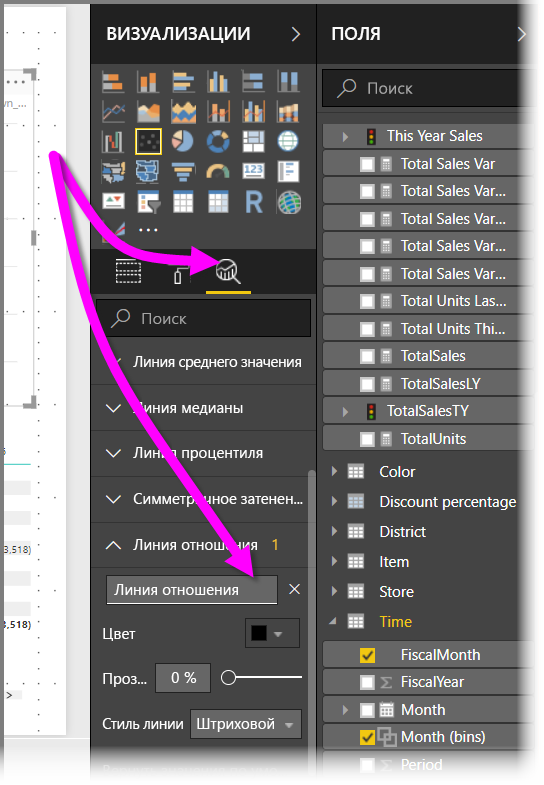 ВИЗУАЛИЗАЦИИ
123
R
Поиск
Линия среднего значения
Линия медианы
Линия процентиля
Симметричное затенен...
Линия отношения 1
Линия отношения
Цвет
Проз... 0 %
Стиль линии Штриховой
ПОЛЯ
Поиск
This Year Sales
Total Sales Var
Total Sales Var...
Total Sales Var...
Total Sales Var...
Total Sales Var...
Total Units Las...
Total Units Thi...
TotalSales
TotalSalesLY
TotalSalesTY
TotalUnits
Color
Discount percentage
District
Item
Store
Time
FiscalMonth
FiscalYear
Month
Month (bins)
Period
3,518)
3,518)